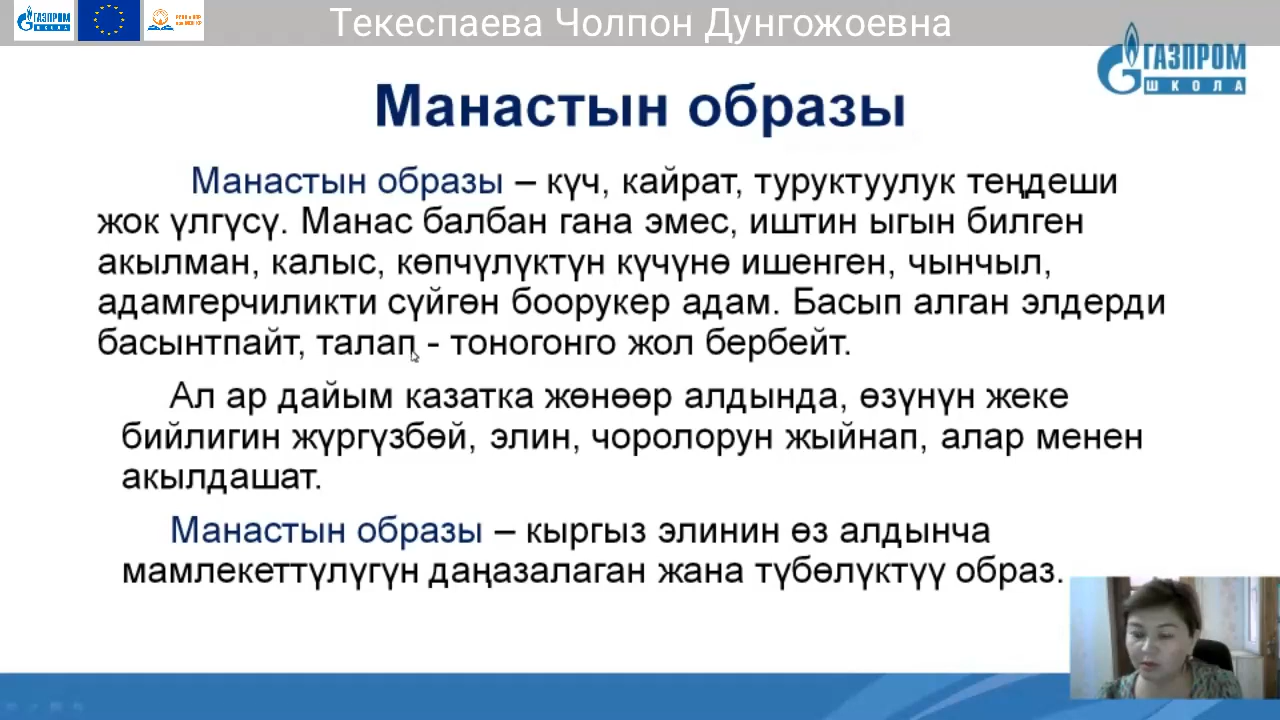 Текеспаева Чолпон Дунгожоевна
ГАЗПРОМ
ШКОЛА
Манастын образы
Манастын образы – күч, кайрат, туруктуулук теңдеши
жок үлгүсү. Манас балбан гана эмес, иштин ыгын билген
акылман, калыс, көпчүлүктүн күчүнө ишенген, чынчыл,
адамгерчиликти сүйгөн боорукер адам. Басып алган элдерди
басынтпайт, талап - тоногонго жол бербейт.
Ал ар дайым казатка жөнөөр алдында, өзүнүн жеке
бийлигин жүргүзбөй, элин, чоролорун жыйнап, алар менен
акылдашат.
Манастын образы – кыргыз элинин өз алдынча
мамлекеттүлүгүн даңазалаган жана түбөлүктүү образ.